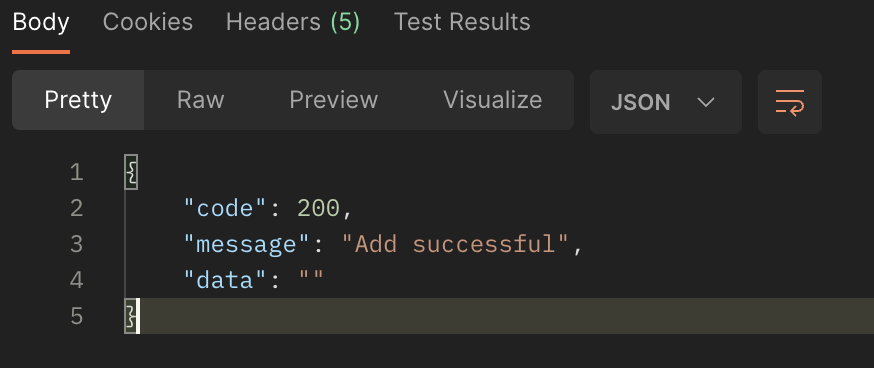 Body Cookies Headers (5) Test Results
Pretty Raw Preview Visualize JSON
1 {
2 "code": 200,
3 "message": "Add successful",
4 "data": ""
5 }